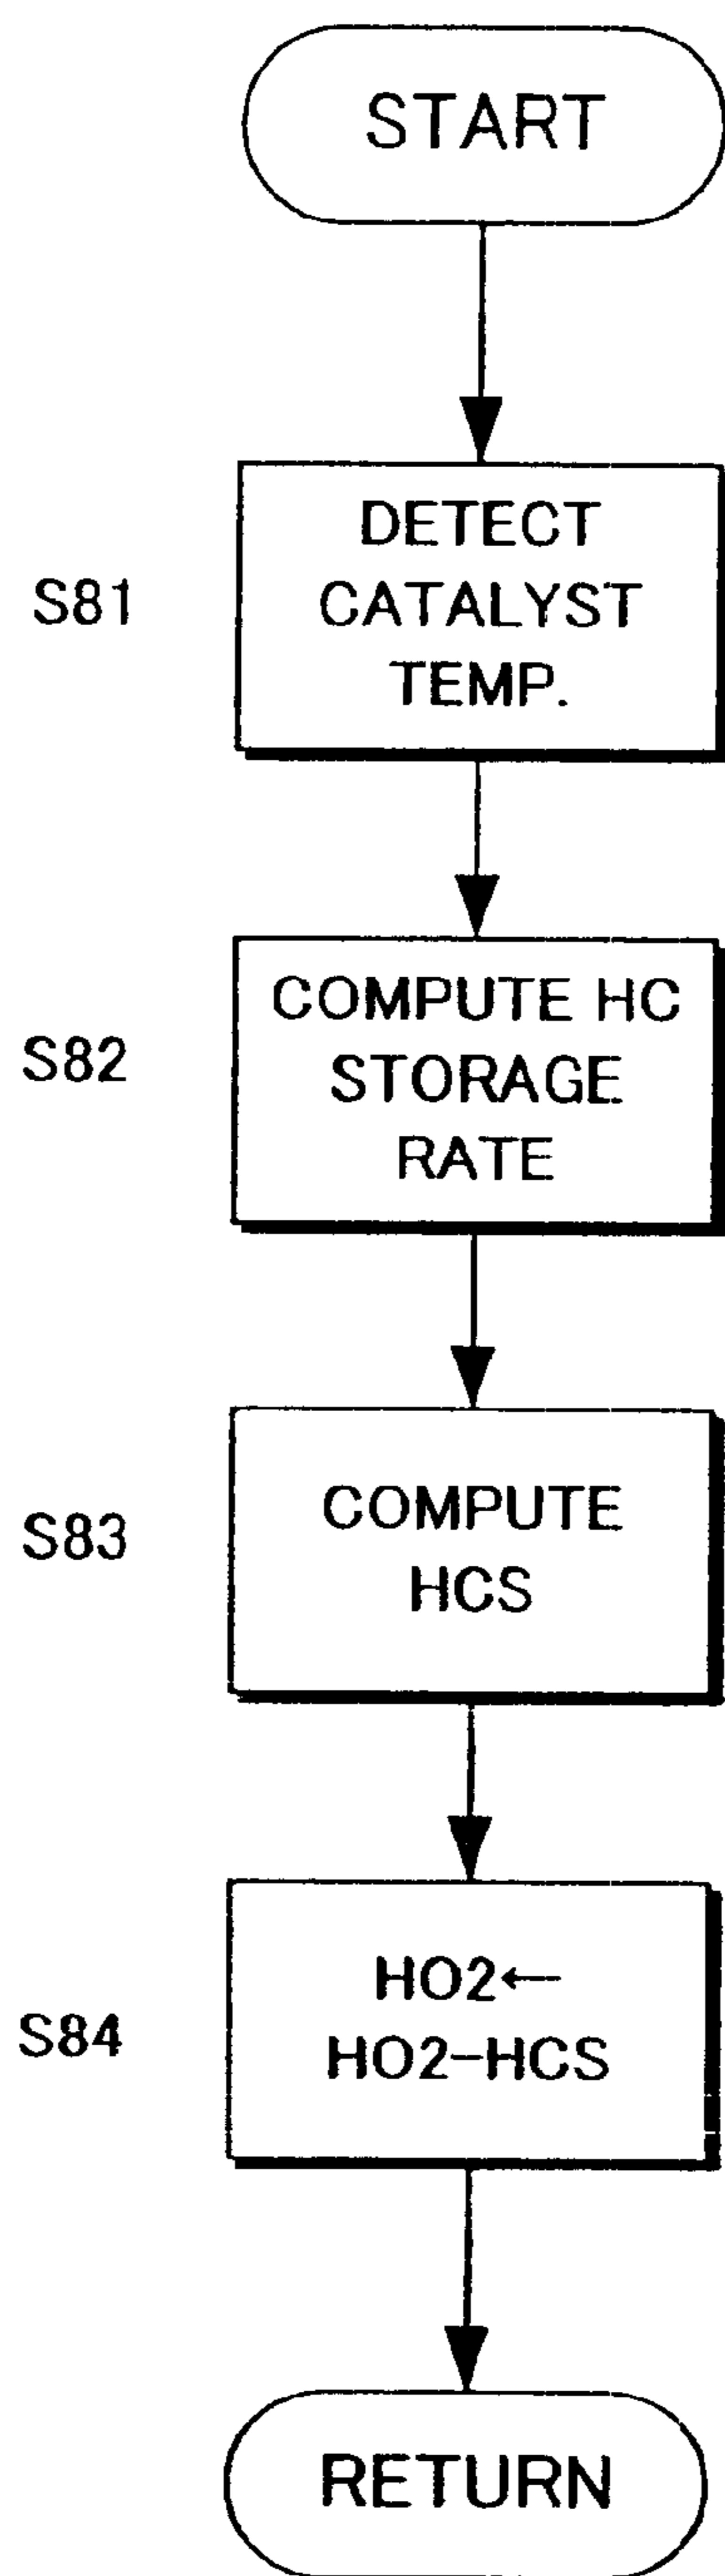 START
S81
DETECT
CATALYST
TEMP.
S82
COMPUTE HC
STORAGE
RATE
S83
COMPUTE
HCS
S84
HO2←
HO2-HCS
RETURN